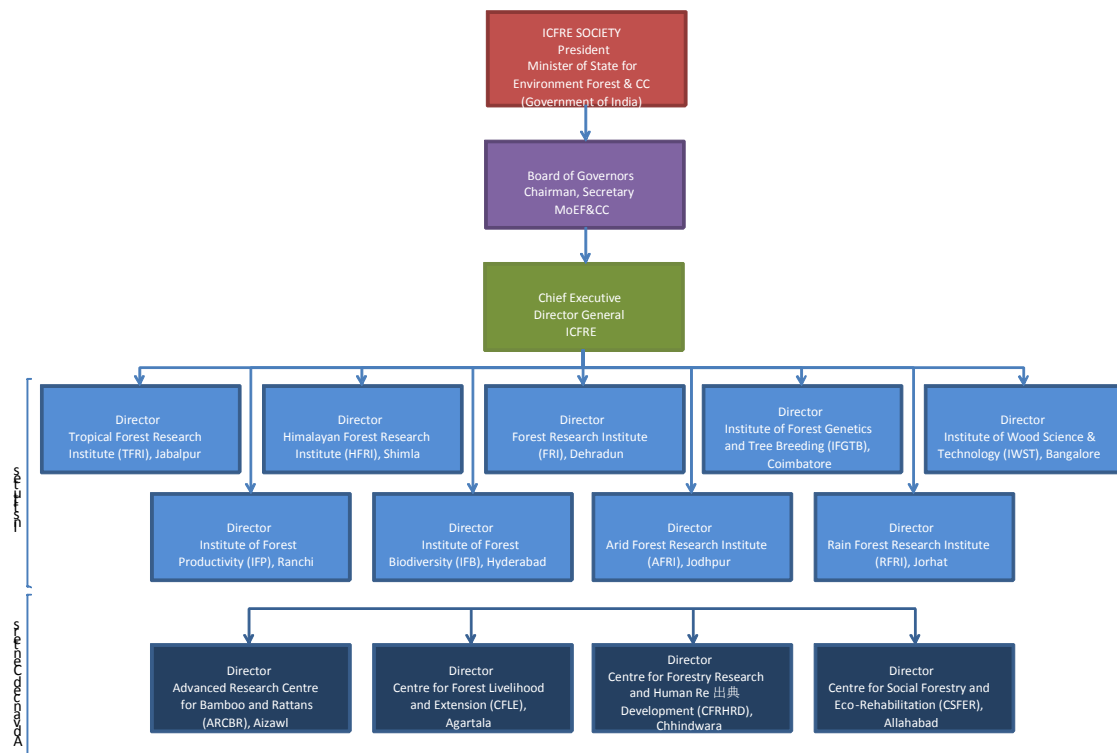 ICFRE SOCIETY
President
Minister of State for
Environment Forest & CC
(Government of India)
Board of Governors
Chairman, Secretary
MoEF&CC
Chief Executive
Director General
ICFRE
Institutes
Director
Tropical Forest Research
Institute (TFRI), Jabalpur
Director
Himalayan Forest Research
Institute (HFRI), Shimla
Director
Forest Research Institute
(FRI), Dehradun
Director
Institute of Forest Genetics
and Tree Breeding (IFGTB),
Coimbatore
Director
Institute of Wood Science &
Technology (IWST), Bangalore
Director
Institute of Forest
Productivity (IFP), Ranchi
Director
Institute of Forest
Biodiversity (IFB), Hyderabad
Director
Arid Forest Research Institute
(AFRI), Jodhpur
Director
Rain Forest Research Institute
(RFRI), Jorhat
Advanced Centers
Director
Advanced Research Centre
for Bamboo and Rattans
(ARCBR), Aizawl
Director
Centre for Forest Livelihood
and Extension (CFLE),
Agartala
Director
Centre for Forestry Research
and Human Re 出典
Development (CFRHRD),
Chhindwara
Director
Centre for Social Forestry and
Eco-Rehabilitation (CSFER),
Allahabad